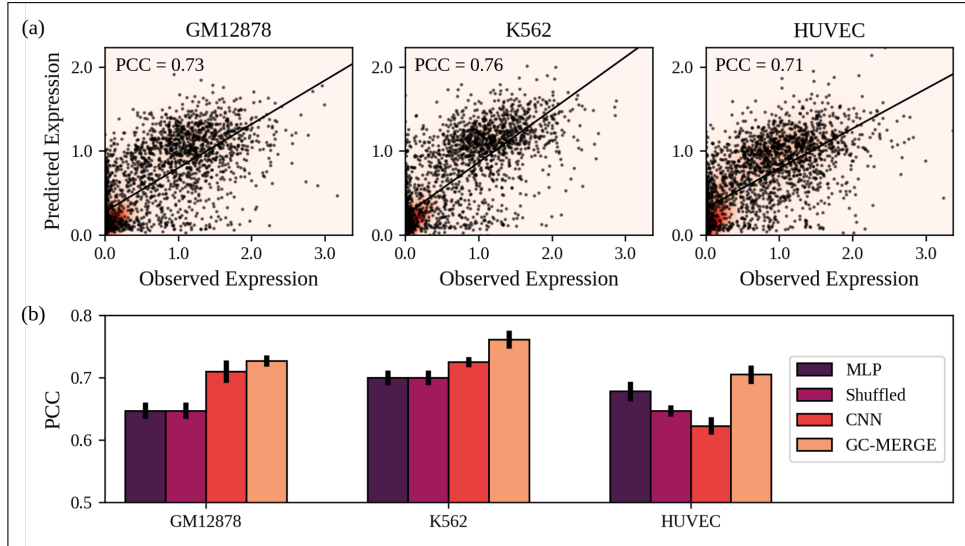 (a)
GM12878
K562
HUVEC
PCC = 0.73
PCC = 0.76
PCC = 0.71
Predicted Expression
2.0
1.0
0.0
2.0
1.0
0.0
2.0
1.0
0.0
0.0 1.0 2.0 3.0
0.0 1.0 2.0 3.0
0.0 1.0 2.0 3.0
Observed Expression
Observed Expression
Observed Expression
(b)
PCC
0.8
0.7
0.6
0.5
MLP
Shuffled
CNN
GC-MERGE
GM12878
K562
HUVEC